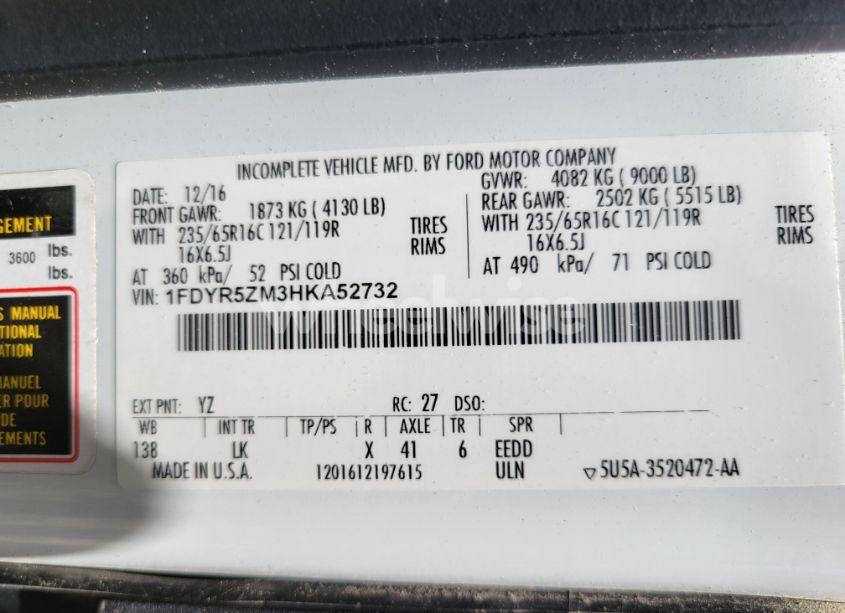 INCOMPLETE VEHICLE MFD. BY FORD MOTOR COMPANY
DATE: 12/16 GVWR: 4082 KG ( 9000 LB)
FRONT GAWR: 1873 KG ( 4130 LB) REAR GAWR: 2502 KG ( 5515 LB)
WITH 235/65R16C 121/119R TIRES WITH 235/65R16C 121/119R TIRES
16X6.5J RIMS 16X6.5J RIMS
AT 360 kPa/ 52 PSI COLD AT 490 kPa/ 71 PSI COLD
VIN: 1FDYR5ZM3HKA52732
EXT PNT: YZ RC: 27 DSO:
WB INT TR TP/PS R AXLE TR SPR
138 LK X 41 6 EEDD
MADE IN U.S.A. 1201612197615 ULN 5U5A-3520472-AA
GEMENT
3600 lbs.
lbs.
S MANUAL
TIONAL
ATION
MANUEL
ER POUR
DE
EMENTS
wheelwise